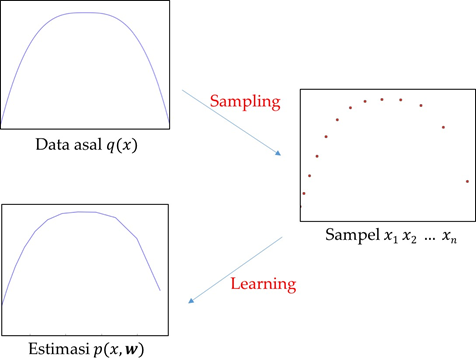 Sampling
Data asal q(x)
Sampel x₁ x₂ … xₙ
Learning
Estimasi p(x, w)